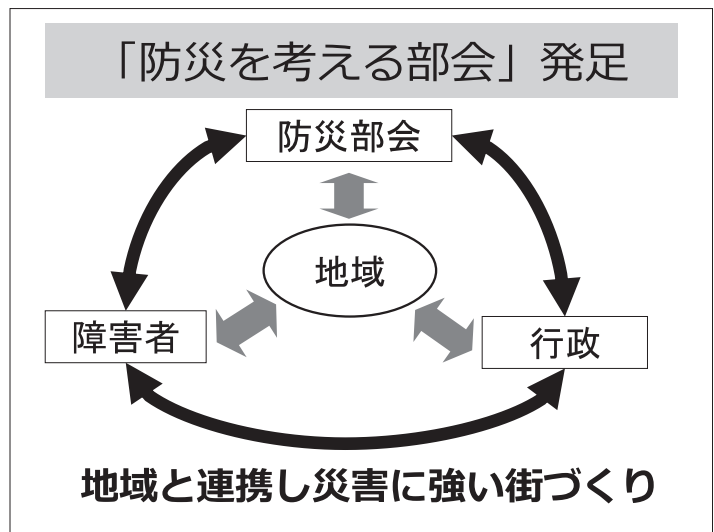 「防災を考える部会」発足
防災部会
地域
障害者
行政
地域と連携し災害に強い街づくり